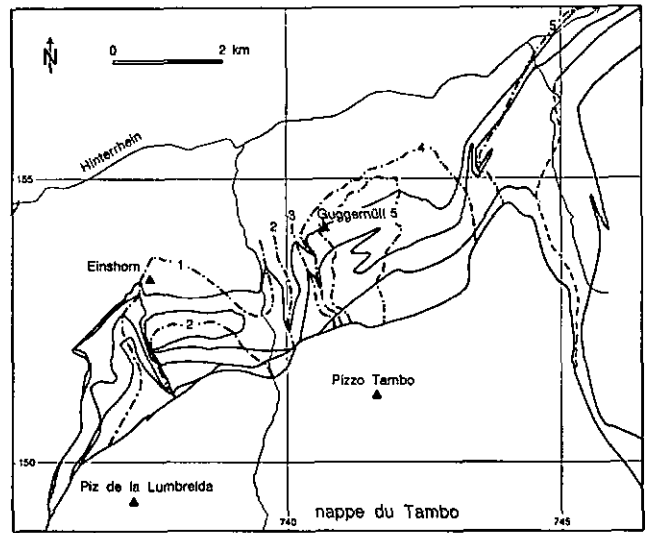 N
0 2 km
5
Hinterrhein
4
155
3
2
Guggernüll 5
Einshorn
1
2
Pizzo Tambo
150
Piz de la Lumbreida
740
nappe du Tambo
745